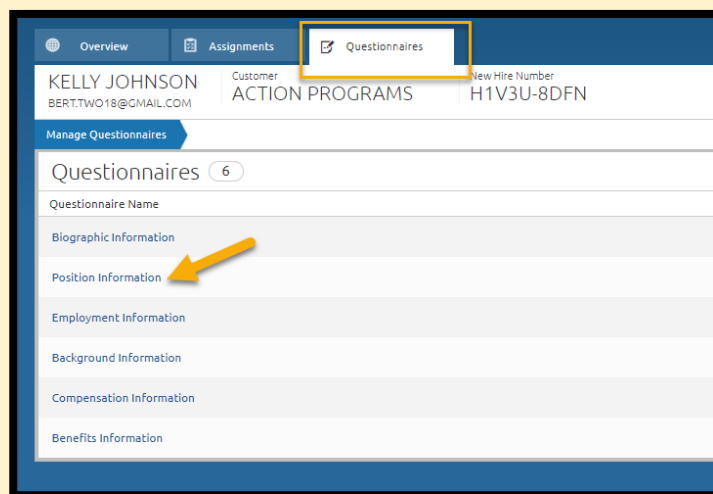 Overview Assignments Questionnaires
KELLY JOHNSON Customer New Hire Number
BERT.TWO18@GMAIL.COM ACTION PROGRAMS H1V3U-8DFN
Manage Questionnaires
Questionnaires 6
Questionnaire Name
Biographic Information
Position Information
Employment Information
Background Information
Compensation Information
Benefits Information